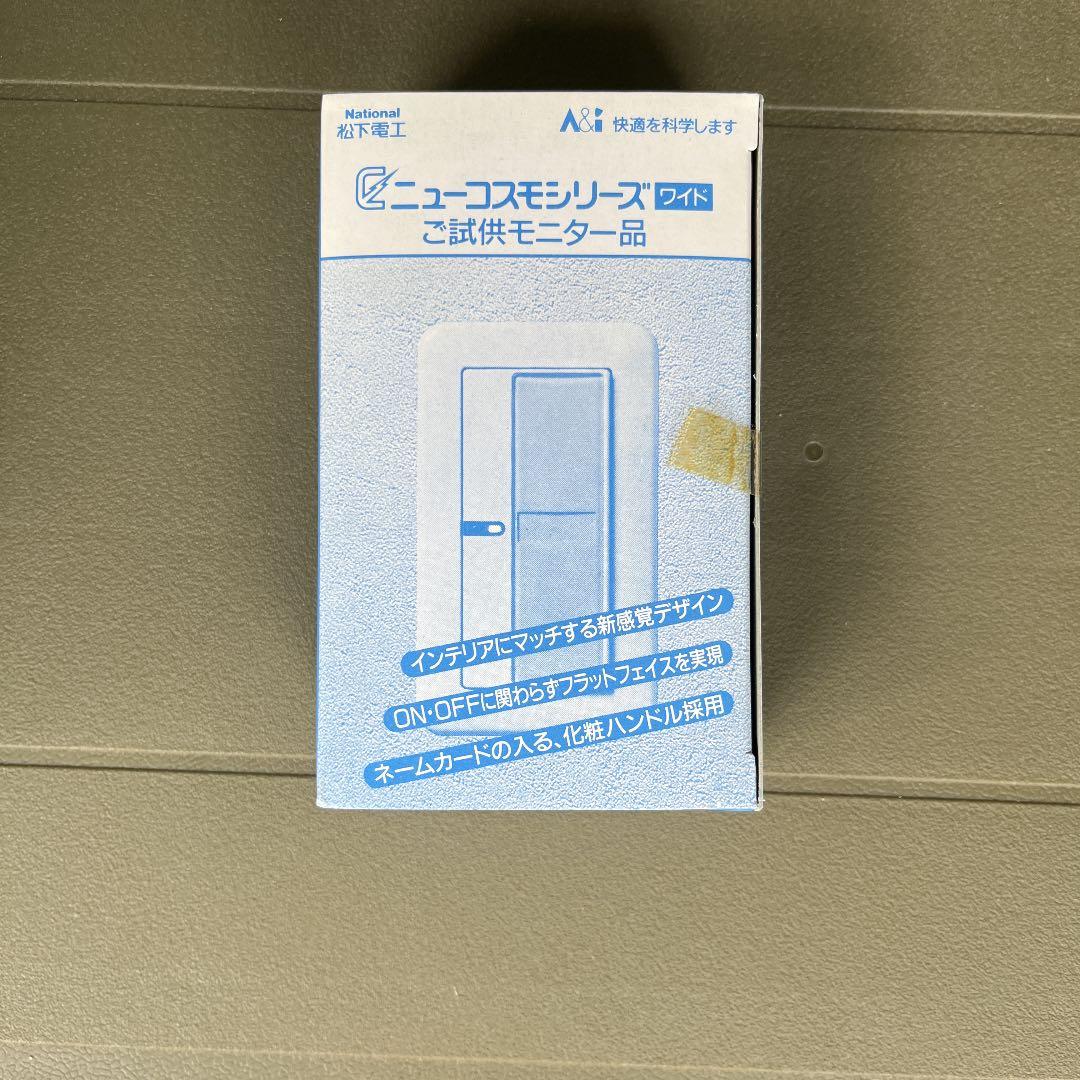 National
松下電工
A&i 快適を科学します
ニューコスモシリーズ ワイド
ご試供モニター品
インテリアにマッチする新感覚デザイン
ON・OFFに関わらずフラットフェイスを実現
ネームカードの入る、化粧ハンドル採用